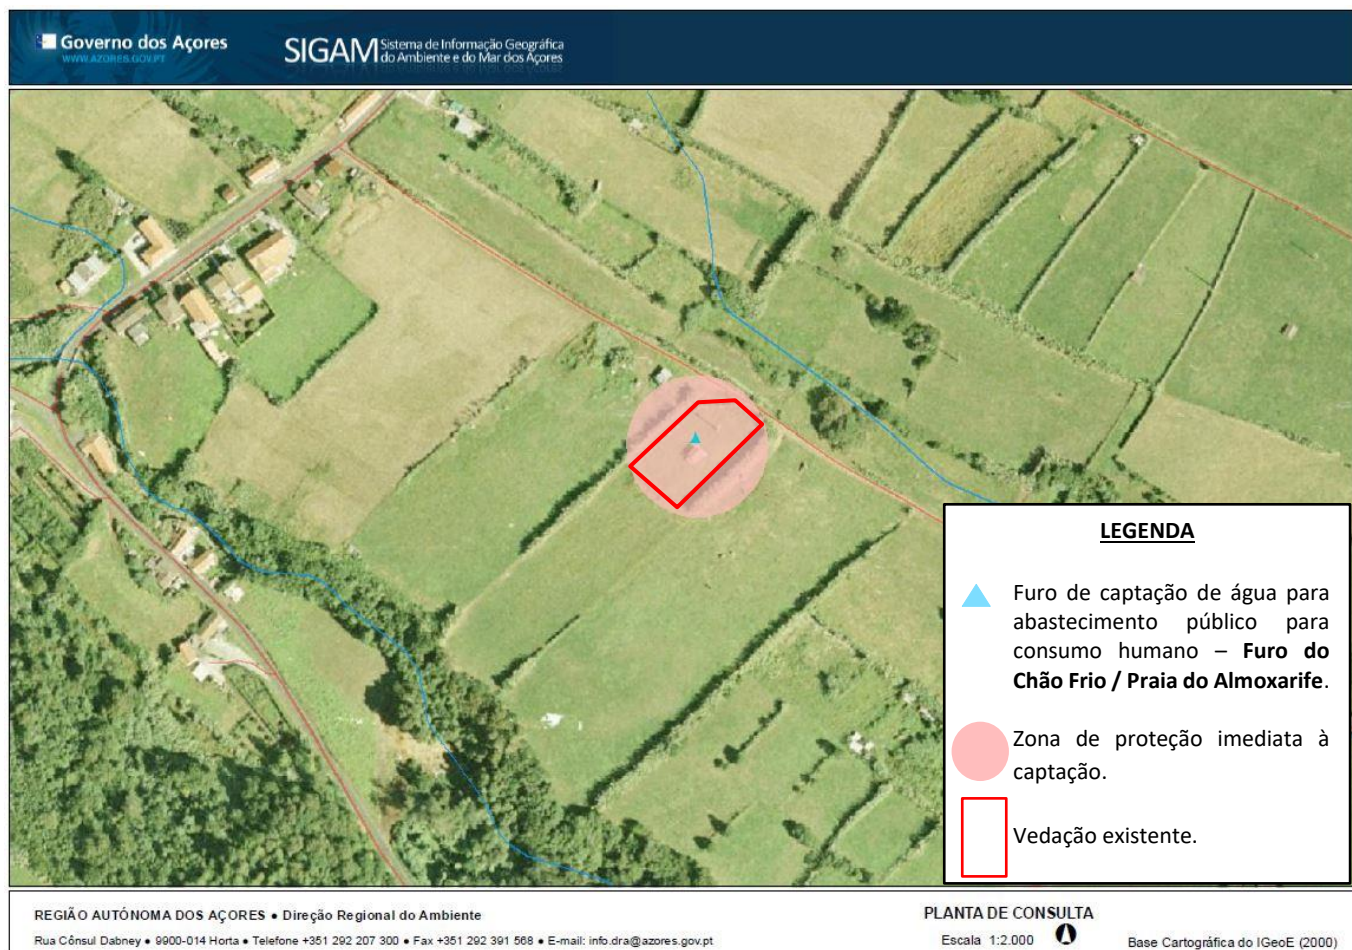 Governo dos Açores
WWW.AZORES.GOV.PT
SIGAM Sistema de Informação Geográfica
do Ambiente e do Mar dos Açores
LEGENDA
Furo de captação de água para
abastecimento público para
consumo humano – Furo do
Chão Frio / Praia do Almoxarife.
Zona de proteção imediata à
captação.
Vedação existente.
REGIÃO AUTÓNOMA DOS AÇORES • Direção Regional do Ambiente
Rua Cônsul Dabney • 9900-014 Horta • Telefone +351 292 207 300 • Fax +351 292 391 568 • E-mail: info.dra@azores.gov.pt
PLANTA DE CONSULTA
Escala 1:2.000
Base Cartográfica do IGeoE (2000)